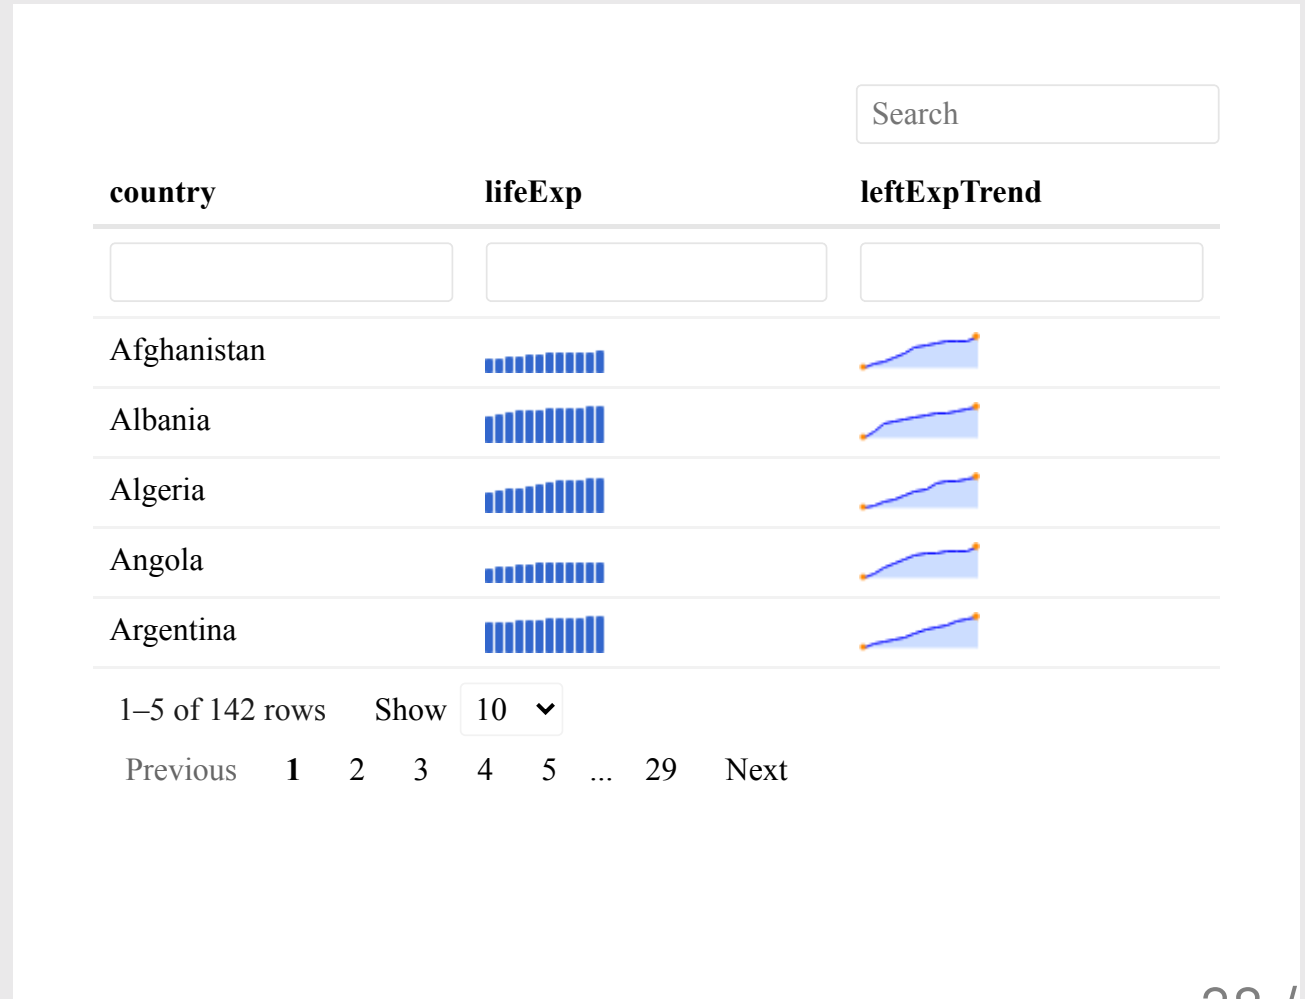 Search
country lifeExp leftExpTrend
Afghanistan
Albania
Algeria
Angola
Argentina
1–5 of 142 rows Show 10
Previous 1 2 3 4 5 ... 29 Next